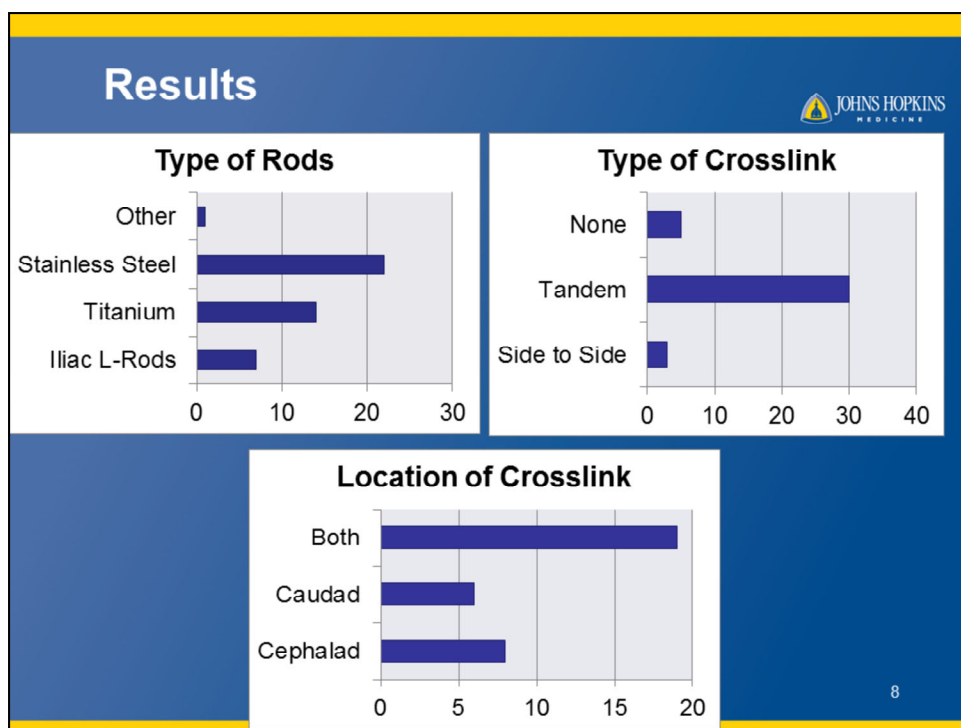 Results
JOHNS HOPKINS
MEDICINE
Type of Rods
Other
Stainless Steel
Titanium
Iliac L-Rods
0 10 20 30
Type of Crosslink
None
Tandem
Side to Side
0 10 20 30 40
Location of Crosslink
Both
Caudad
Cephalad
0 5 10 15 20
8